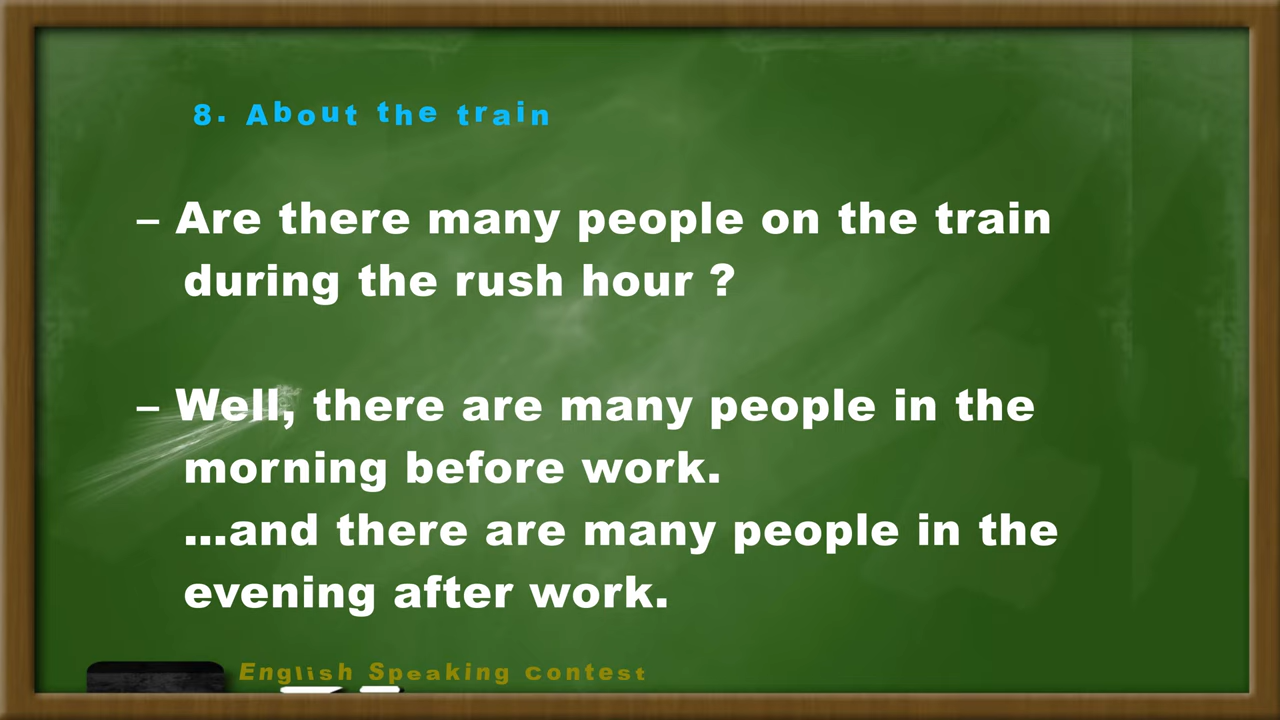 8. About the train
– Are there many people on the train
during the rush hour ?
– Well, there are many people in the
morning before work.
...and there are many people in the
evening after work.
English Speaking Contest